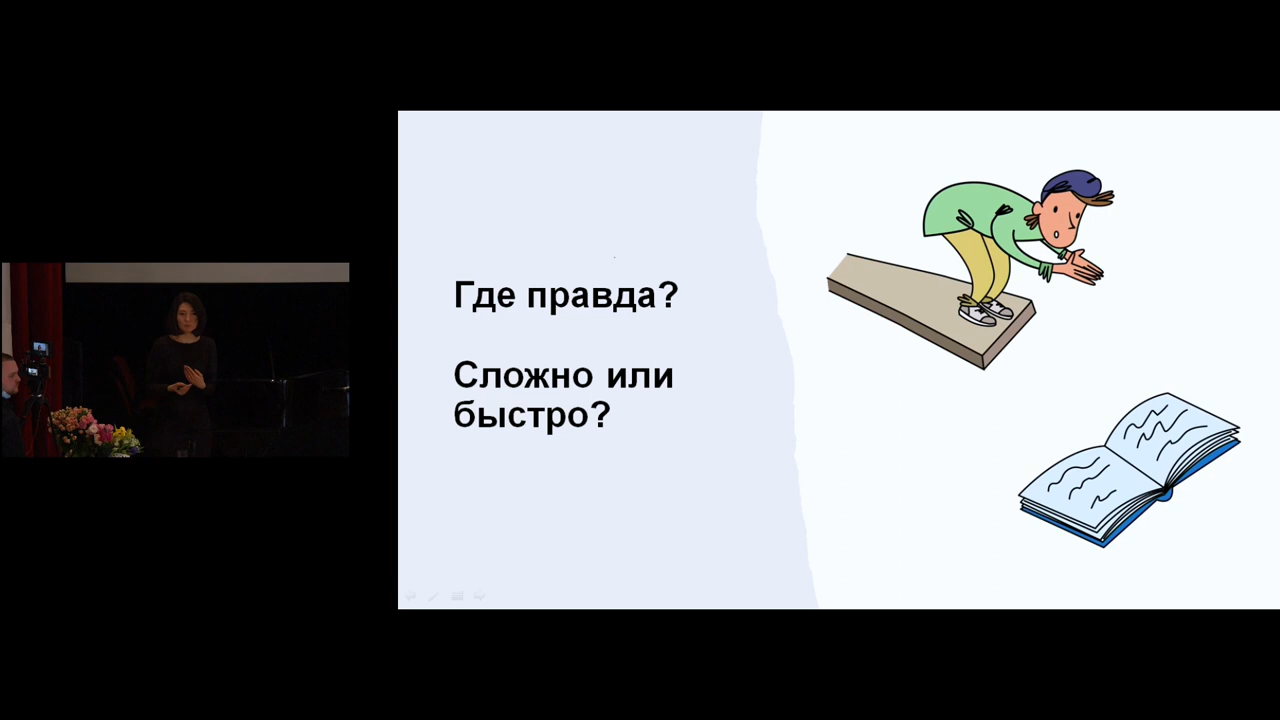 Где правда?
Сложно или
быстро?